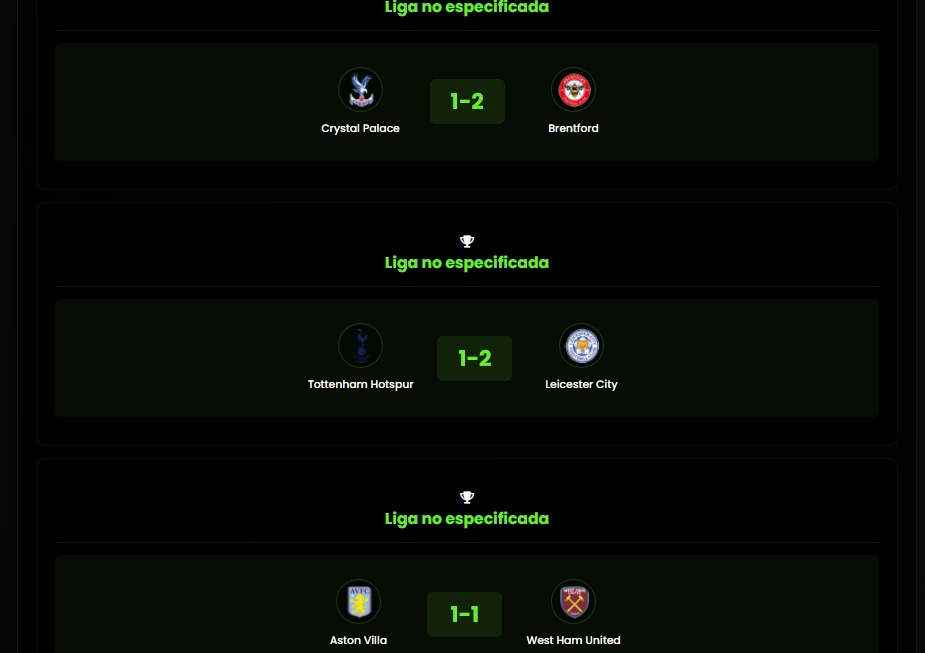 Liga no especificada
1-2
Crystal Palace
Brentford
Liga no especificada
1-2
Tottenham Hotspur
Leicester City
Liga no especificada
AVFC
1-1
Aston Villa
West Ham United